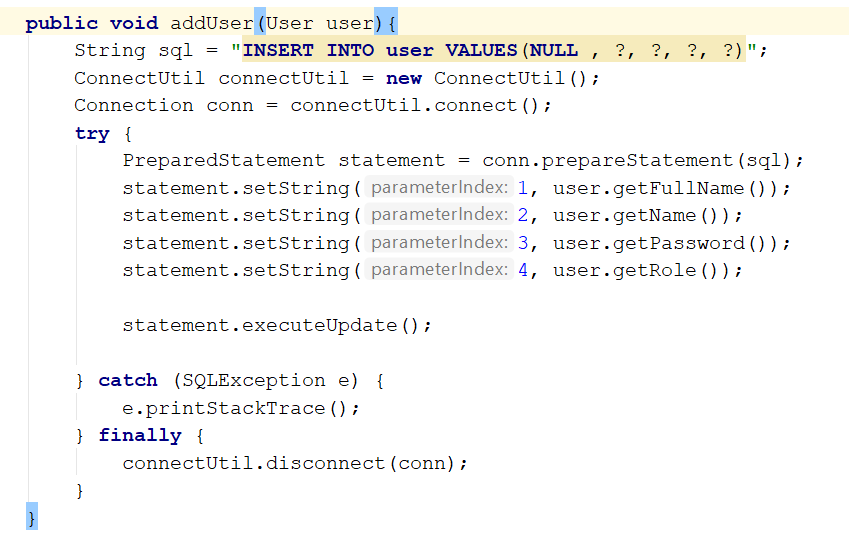 public void addUser(User user){
    String sql = "INSERT INTO user VALUES(NULL , ?, ?, ?, ?)";
    ConnectUtil connectUtil = new ConnectUtil();
    Connection conn = connectUtil.connect();
    try {
        PreparedStatement statement = conn.prepareStatement(sql);
        statement.setString( parameterIndex: 1, user.getFullName());
        statement.setString( parameterIndex: 2, user.getName());
        statement.setString( parameterIndex: 3, user.getPassword());
        statement.setString( parameterIndex: 4, user.getRole());
        statement.executeUpdate();
    } catch (SQLException e) {
        e.printStackTrace();
    } finally {
        connectUtil.disconnect(conn);
    }
}